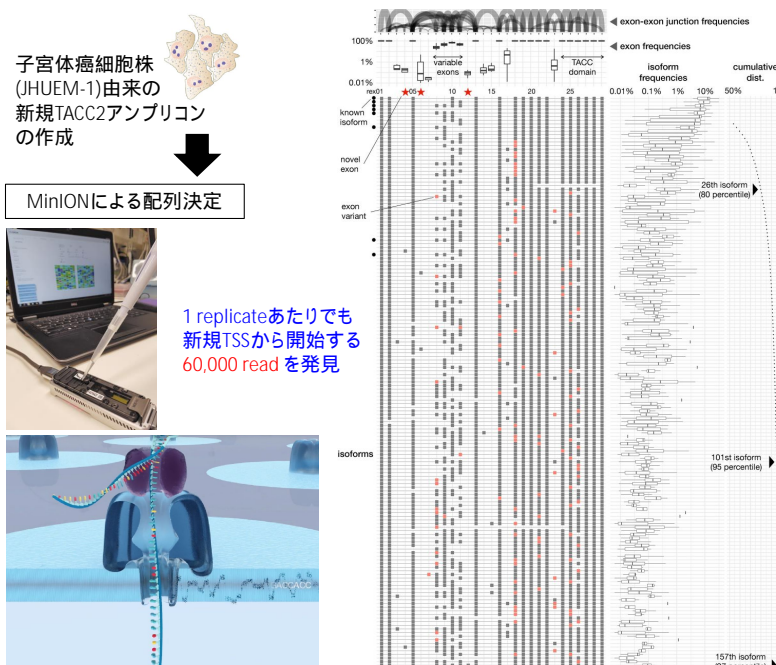 子宮体癌細胞株
(JHUEM-1)由来の
新規TACC2アンプリコン
の作成
MinIONによる配列決定
1 replicateあたりでも
新規TSSから開始する
60,000 read を発見
exon-exon junction frequencies
100%
exon frequencies
variable
exons
TACC
domain
1%
0.01%
isoform
frequencies
cumulative
dist.
rex01 05 10 15 20 25
0.01% 0.1% 1% 10% 50%
known
isoform
novel
exon
exon
variant
26th isoform
(80 percentile)
isoforms
101st isoform
(95 percentile)
157th isoform